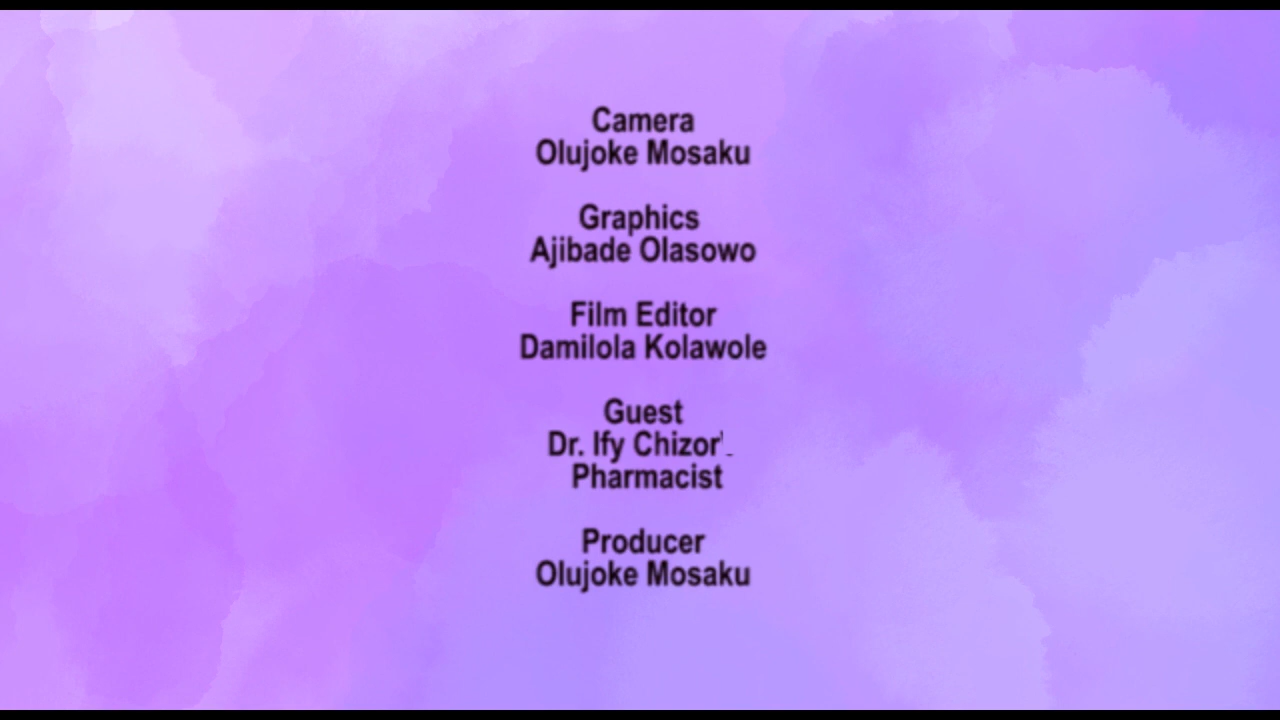 Camera
Olujoke Mosaku
Graphics
Ajibade Olasowo
Film Editor
Damilola Kolawole
Guest
Dr. Ify
Pharmacist
Producer
Olujoke Mosaku